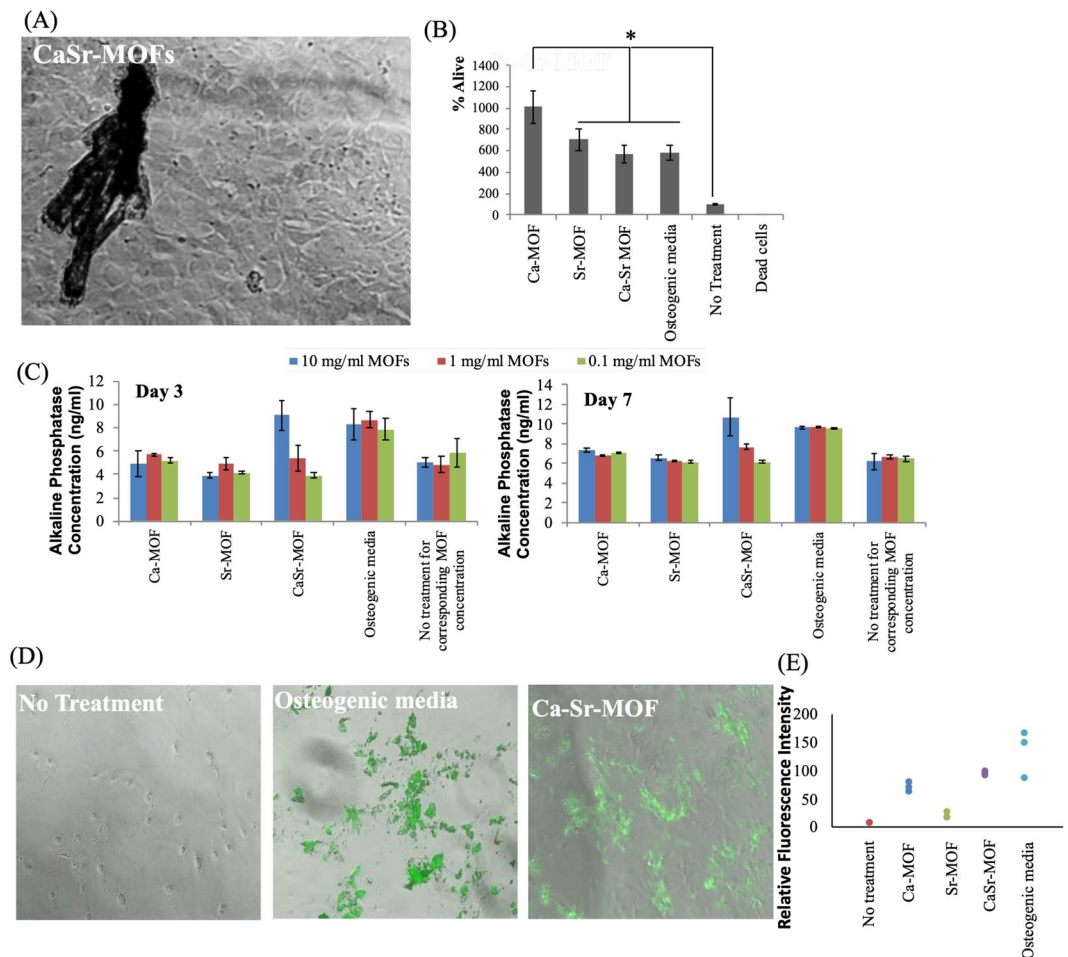 (A)
CaSr-MOFs
(B)
*
% Alive
1400
1200
1000
800
600
400
200
0
Ca-MOF
Sr-MOF
Ca-Sr MOF
Osteogenic media
No Treatment
Dead cells
10 mg/ml MOFs 1 mg/ml MOFs 0.1 mg/ml MOFs
(C)
Alkaline Phosphatase
Concentration (ng/ml)
Day 3
12
10
8
6
4
2
0
Ca-MOF
Sr-MOF
CaSr-MOF
Osteogenic media
No treatment for
corresponding MOF
concentration
Alkaline Phosphatase
Concentration (ng/ml)
Day 7
14
12
10
8
6
4
2
0
Ca-MOF
Sr-MOF
CaSr-MOF
Osteogenic media
No treatment for
corresponding MOF
concentration
(D)
No Treatment
Osteogenic media
Ca-Sr-MOF
(E)
Relative Fluorescence Intensity
200
150
100
50
0
No treatment
Ca-MOF
Sr-MOF
CaSr-MOF
Osteogenic media